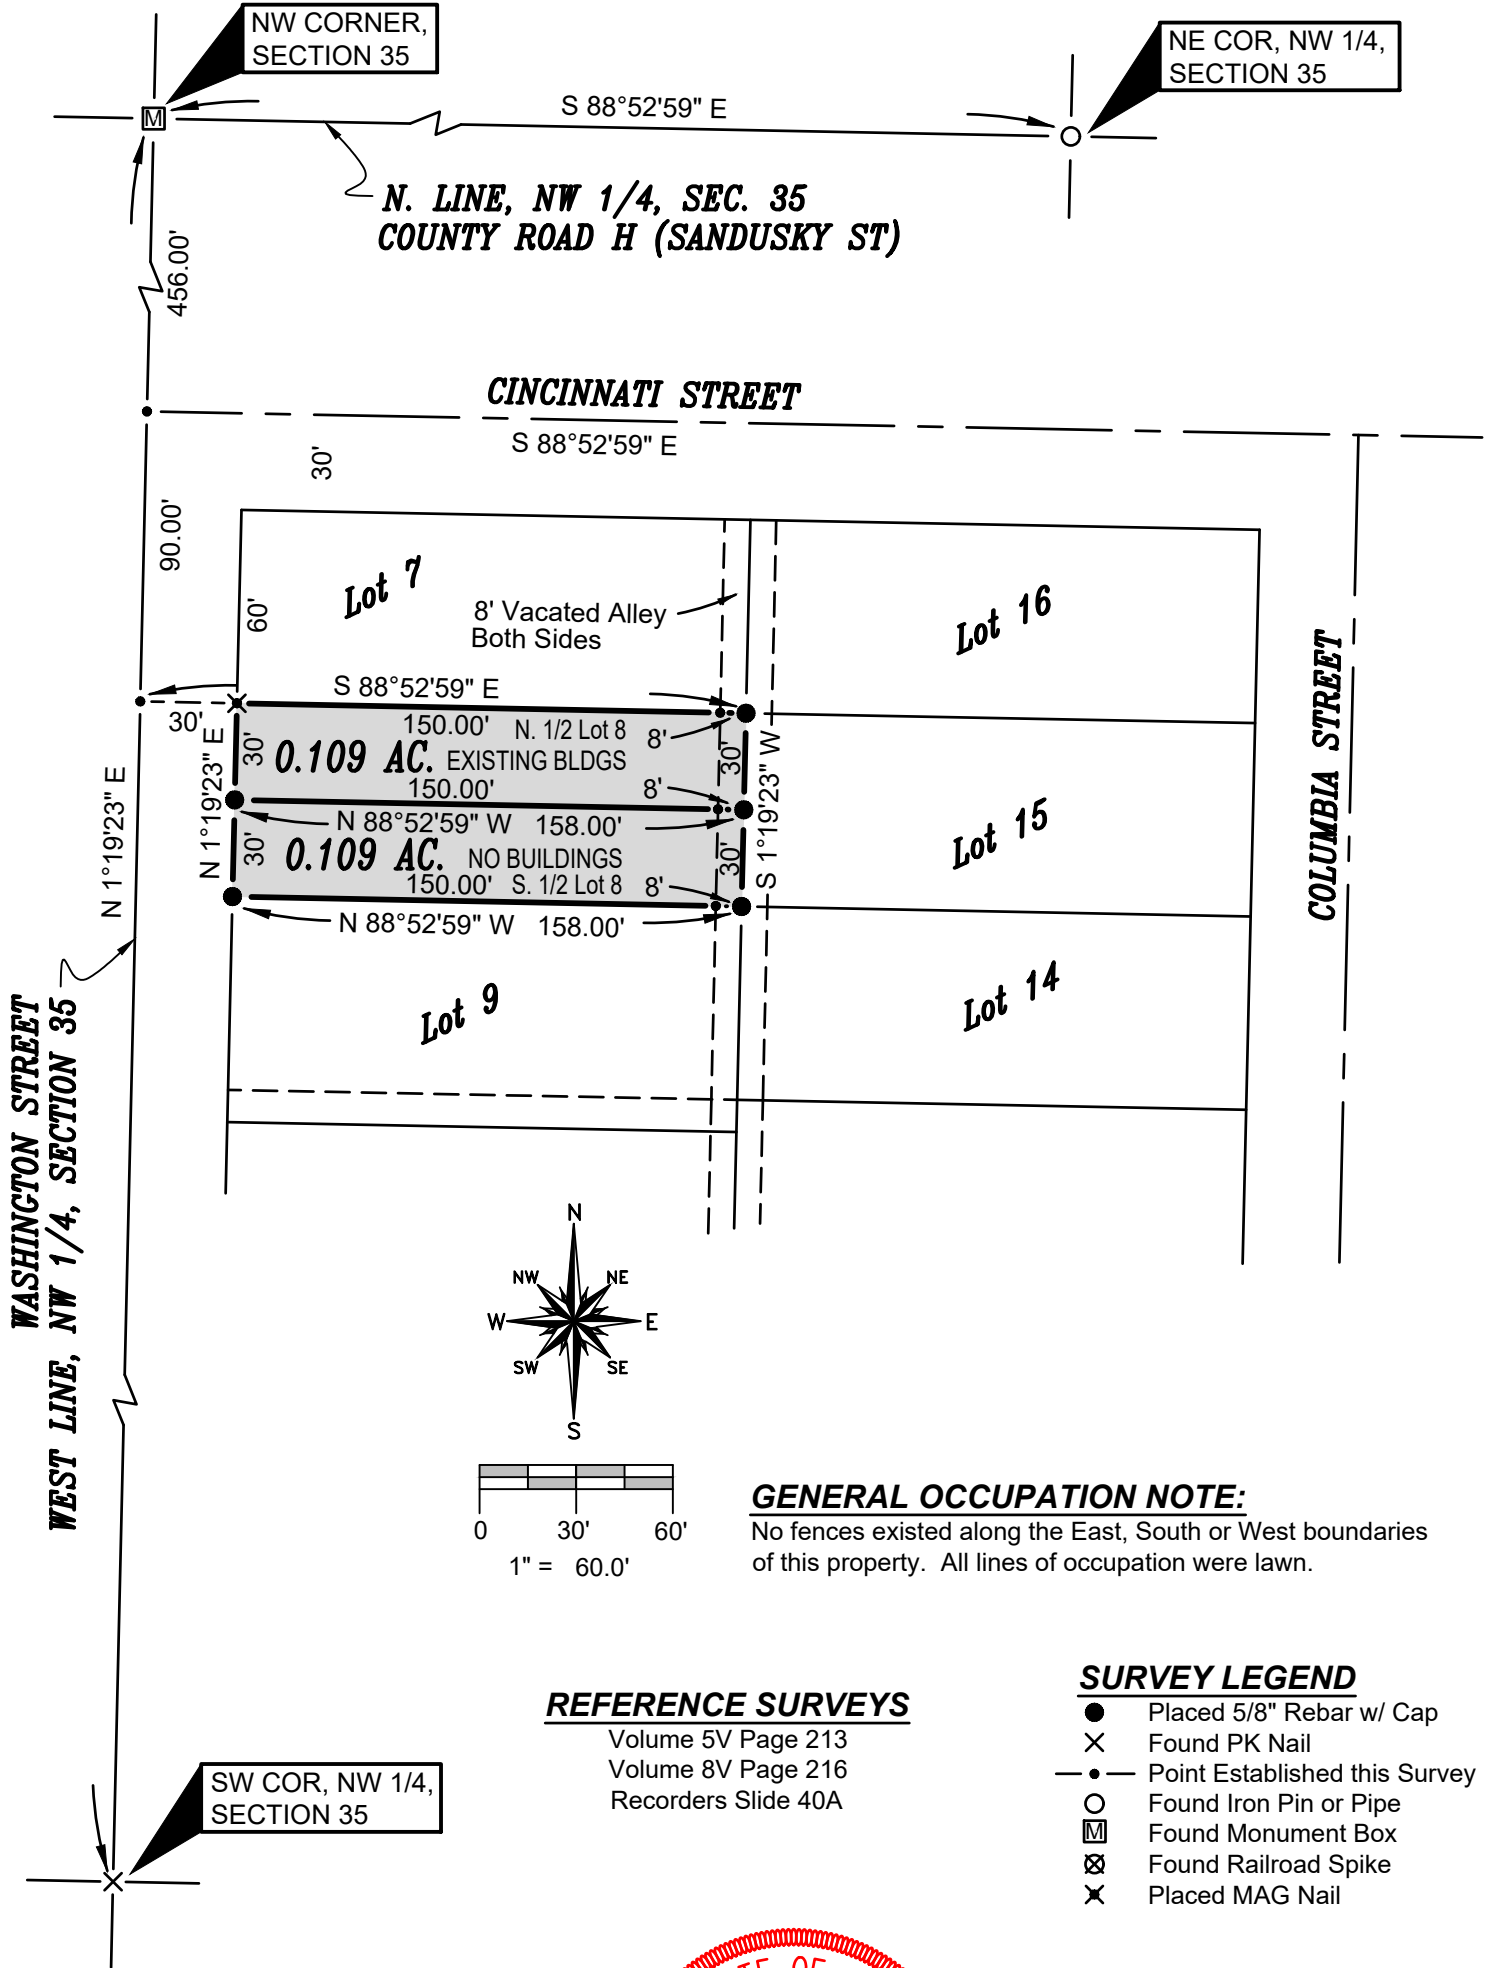 NW CORNER,
SECTION 35
NE COR, NW 1/4,
SECTION 35
M
S 88°52'59" E
N. LINE, NW 1/4, SEC. 35
COUNTY ROAD H (SANDUSKY ST)
456.00'
CINCINNATI STREET
S 88°52'59" E
30'
90.00'
60'
Lot 7
8' Vacated Alley
Both Sides
Lot 16
S 88°52'59" E
30'
150.00' N. 1/2 Lot 8 8'
30'
0.109 AC. EXISTING BLDGS
30'
150.00' 8'
N 88°52'59" W 158.00'
30'
0.109 AC. NO BUILDINGS
30'
150.00' S. 1/2 Lot 8 8'
N 88°52'59" W 158.00'
N 1°19'23" E
S 1°19'23" W
N 1°19'23" E
Lot 15
COLUMBIA STREET
Lot 9
Lot 14
WASHINGTON STREET
WEST LINE, NW 1/4, SECTION 35
N
NW NE
W E
SW SE
S
0 30' 60'
1" = 60.0'
GENERAL OCCUPATION NOTE:
No fences existed along the East, South or West boundaries
of this property. All lines of occupation were lawn.
REFERENCE SURVEYS
Volume 5V Page 213
Volume 8V Page 216
Recorders Slide 40A
SURVEY LEGEND
Placed 5/8" Rebar w/ Cap
Found PK Nail
Point Established this Survey
Found Iron Pin or Pipe
M Found Monument Box
Found Railroad Spike
Placed MAG Nail
SW COR, NW 1/4,
SECTION 35
OF